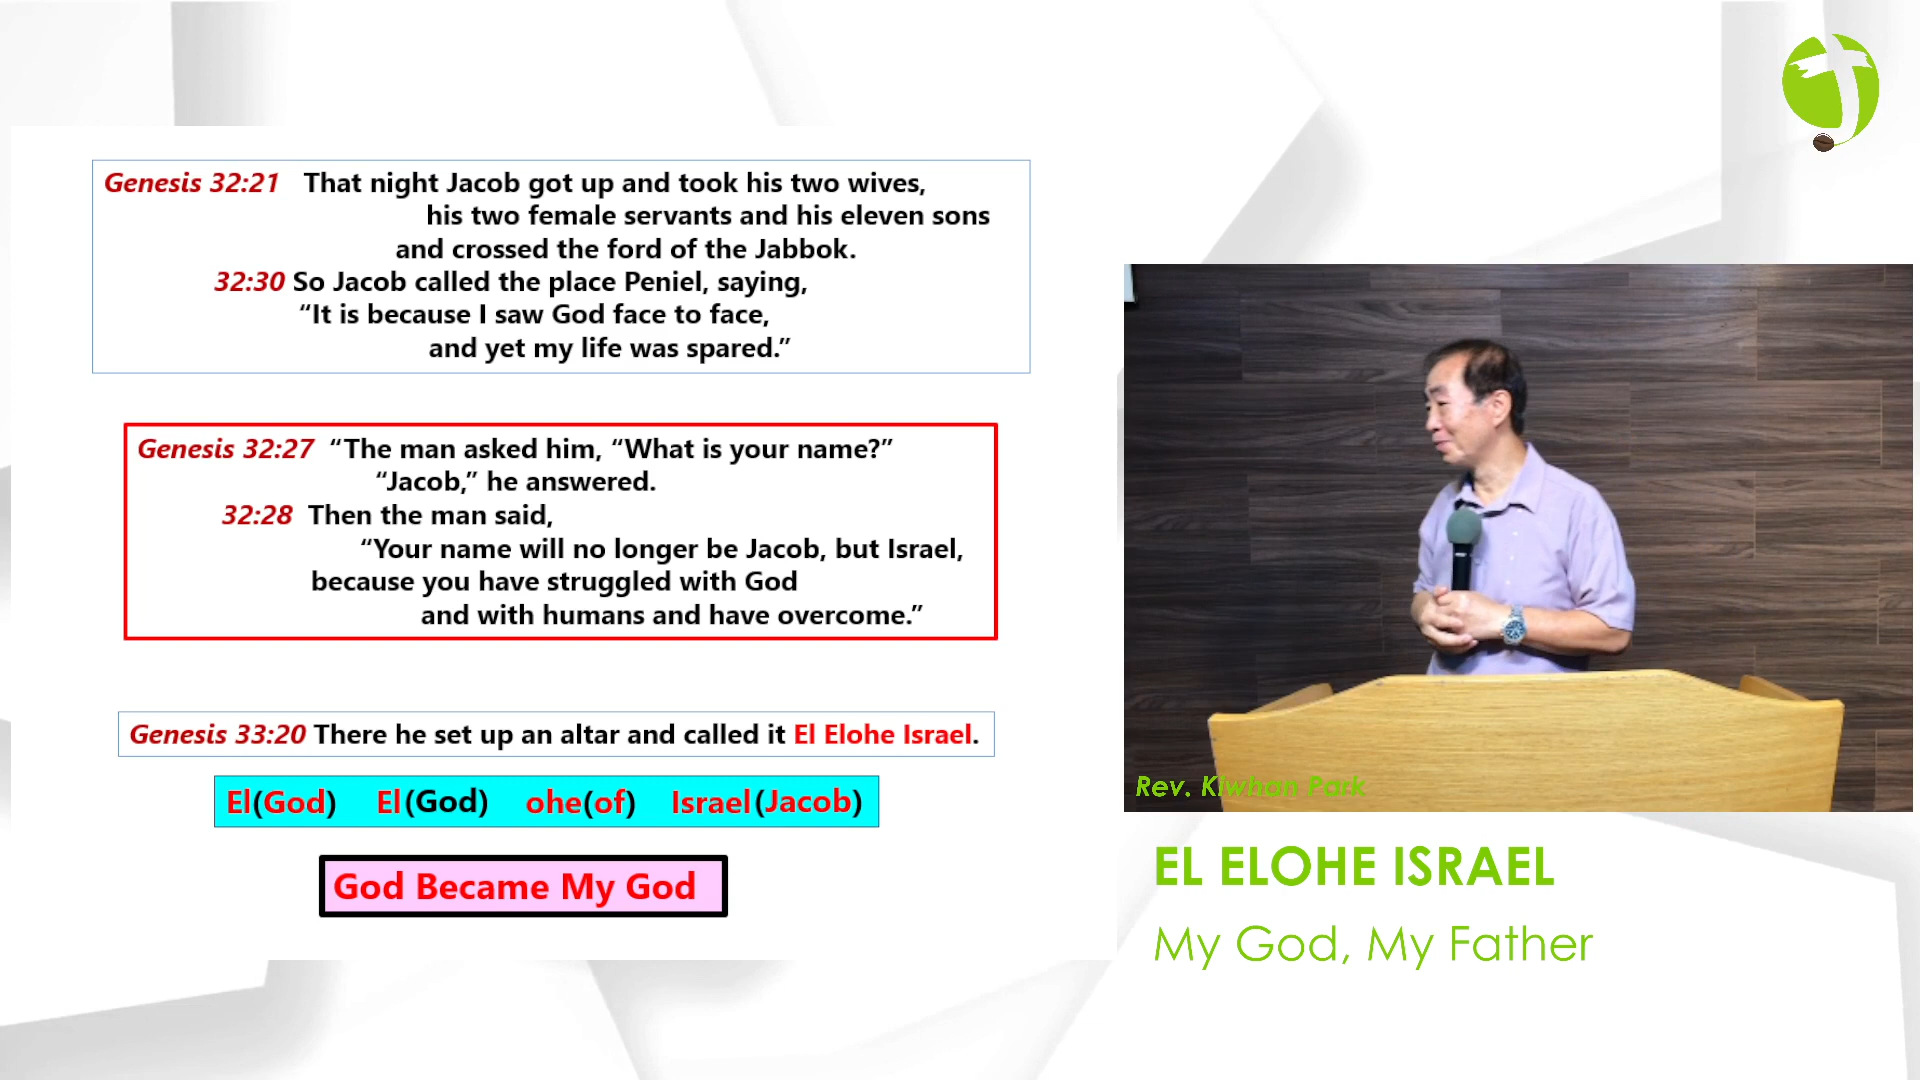 Genesis 32:21 That night Jacob got up and took his two wives,
his two female servants and his eleven sons
and crossed the ford of the Jabbok.
32:30 So Jacob called the place Peniel, saying,
“It is because I saw God face to face,
and yet my life was spared.”
Genesis 32:27 “The man asked him, “What is your name?”
“Jacob,” he answered.
32:28 Then the man said,
“Your name will no longer be Jacob, but Israel,
because you have struggled with God
and with humans and have overcome.”
Genesis 33:20 There he set up an altar and called it El Elohe Israel.
El(God) El(God) ohe(of) Israel(Jacob)
God Became My God
Rev. Kiwhan Park
EL ELOHE ISRAEL
My God, My Father